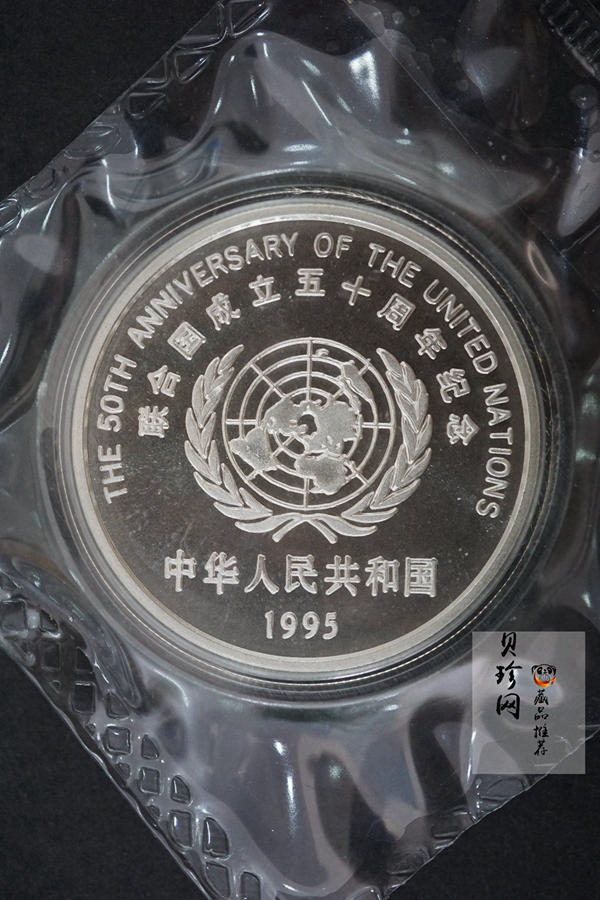 THE 50TH ANNIVERSARY OF THE UNITED NATIONS
联合国成立五十周年纪念
中华人民共和国
1995
贝珍网
藏品推荐